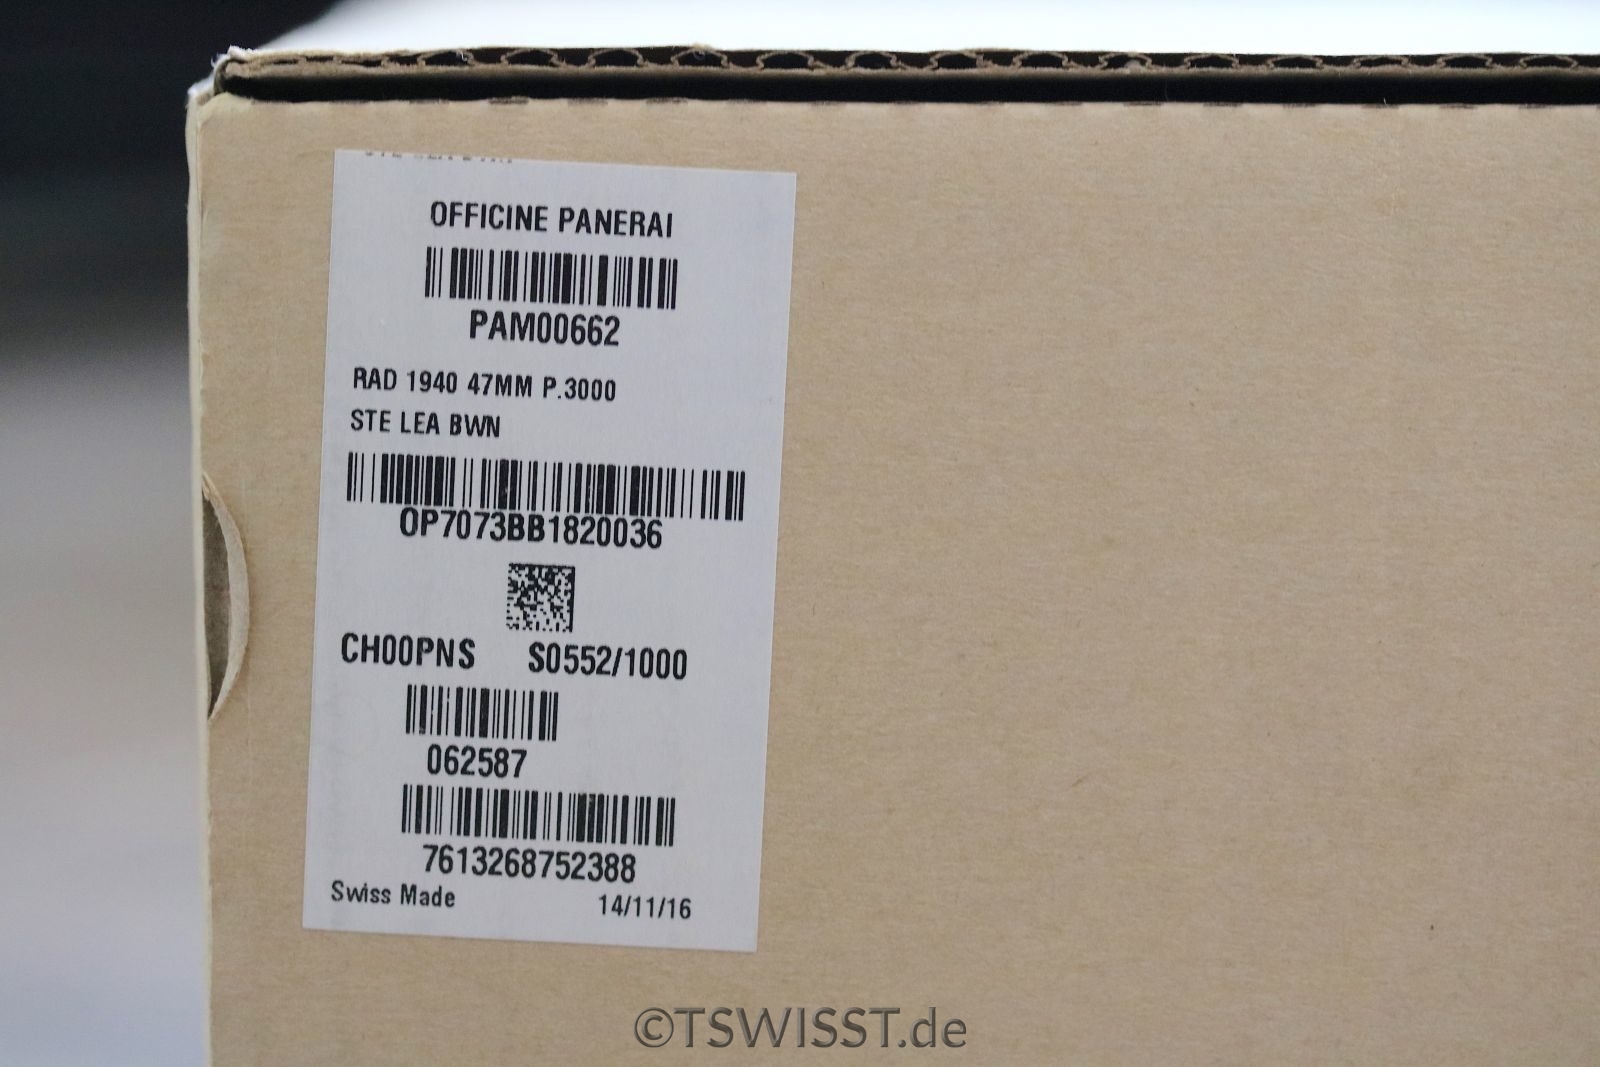 OFFICINE PANERAI
PAM00662
RAD 1940 47MM P.3000
STE LEA BWN
OP7073BB1820036
CH00PNS S0552/1000
062587
7613268752388
Swiss Made 14/11/16
©TSWISST.de